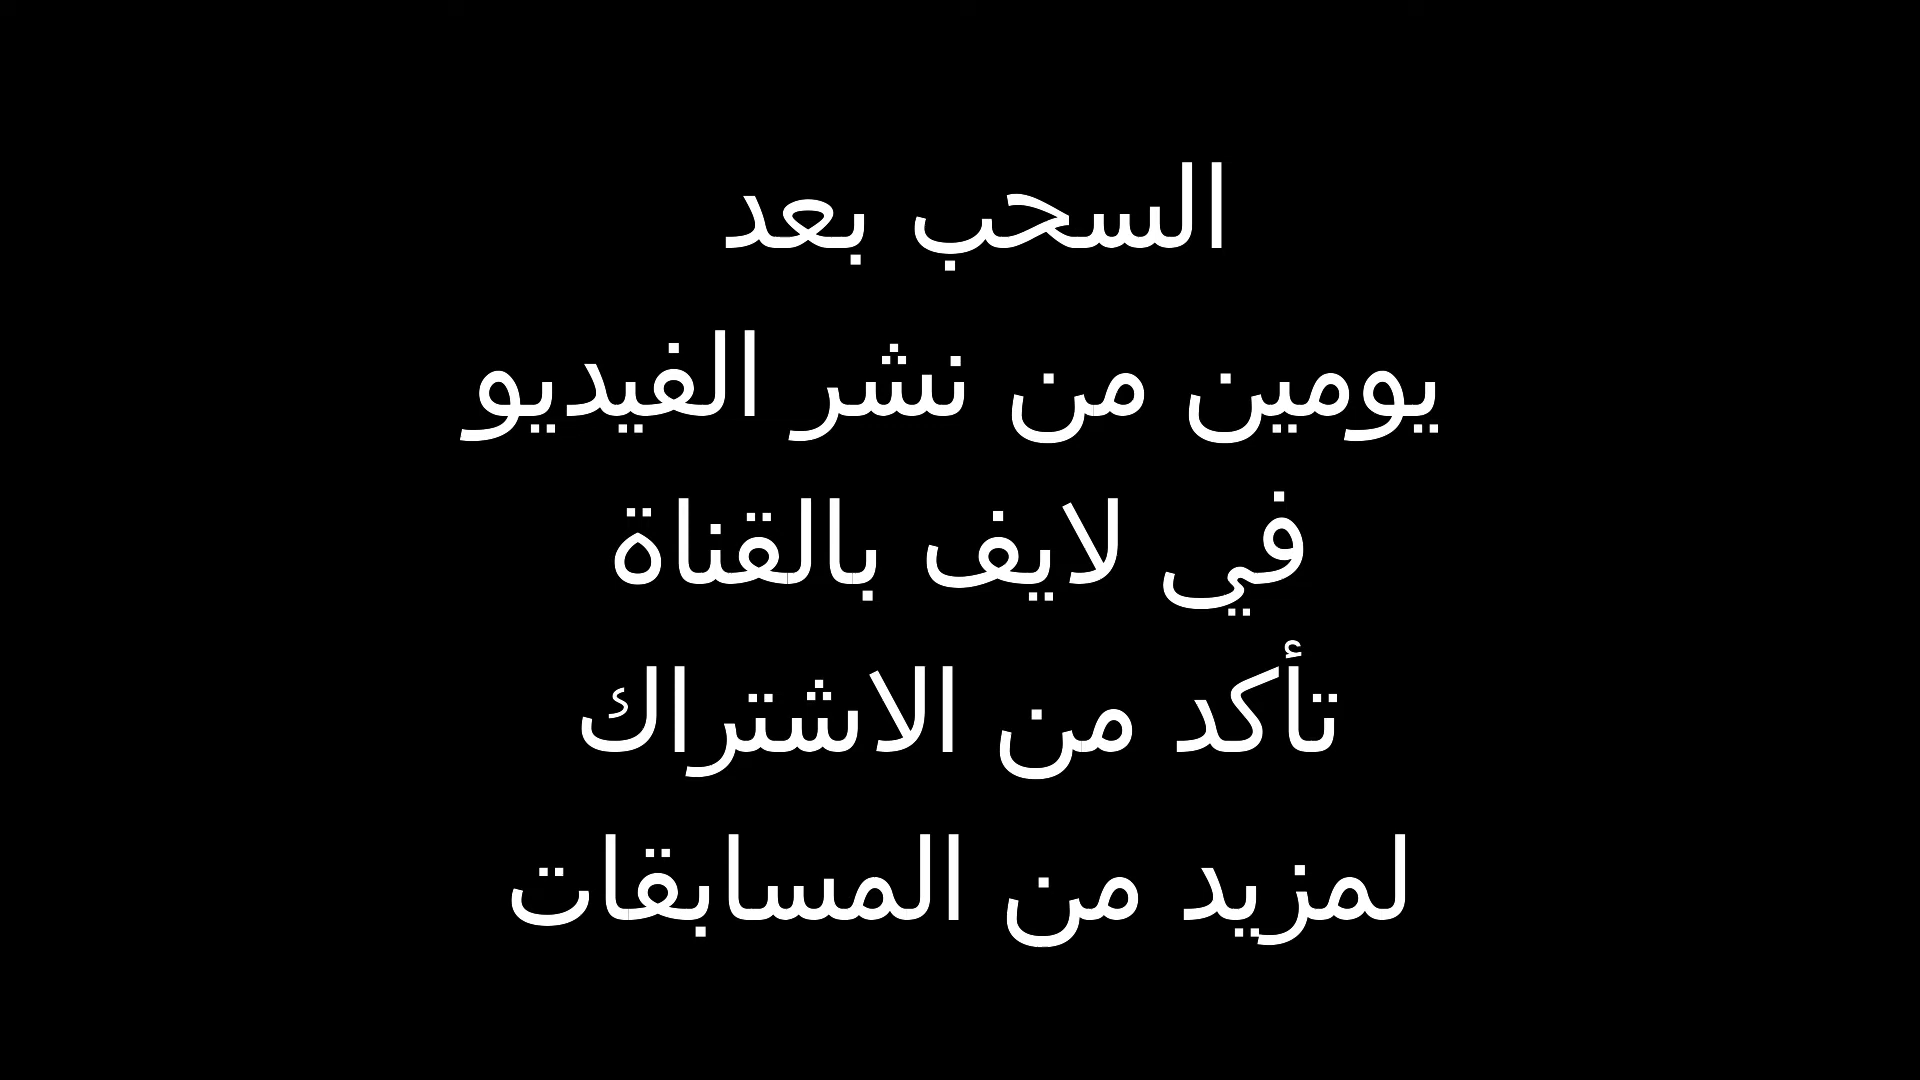 السحب بعد
يومين من نشر الفيديو
في لايف بالقناة
تأكد من الاشتراك
لمزيد من المسابقات